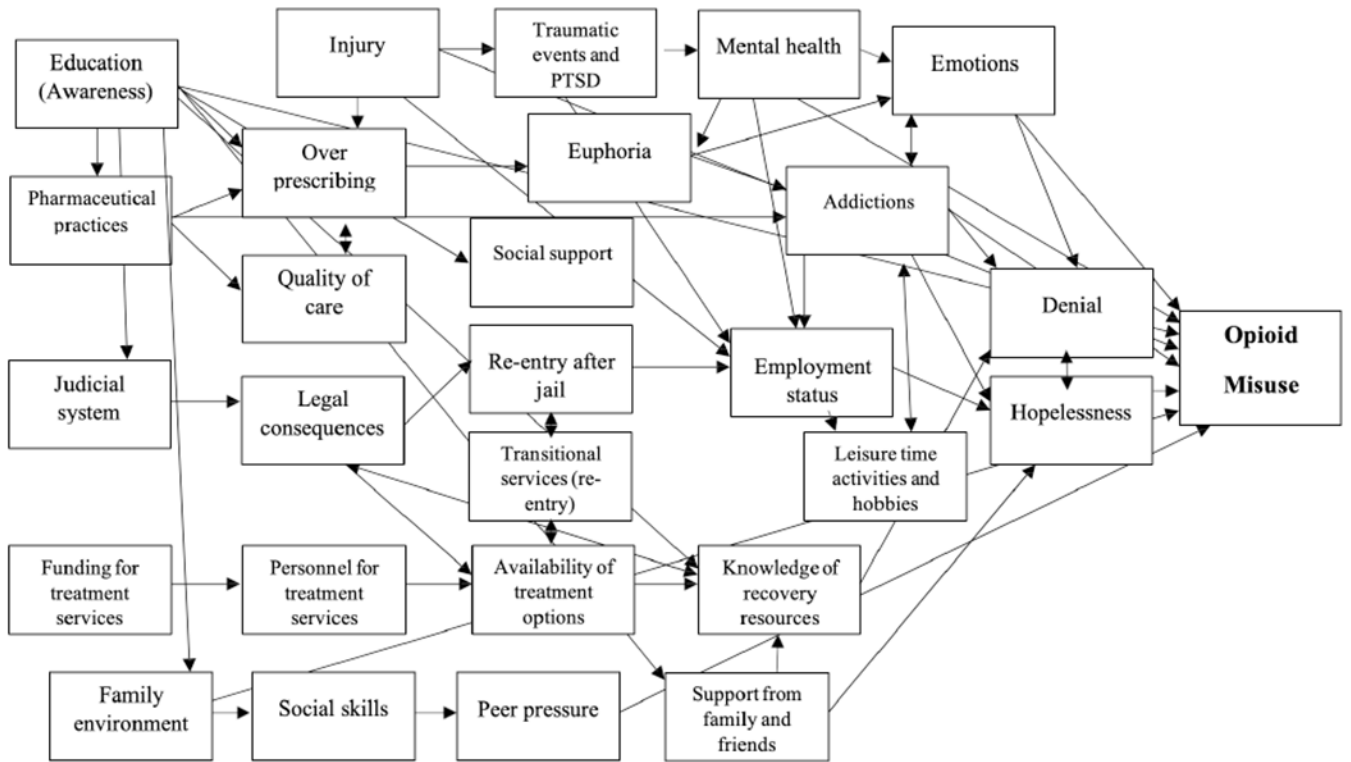 Education
(Awareness)
Injury
Traumatic
events and
PTSD
Mental health
Emotions
Over
prescribing
Euphoria
Addictions
Pharmaceutical
practices
Social support
Quality of
care
Denial
Opioid
Misuse
Judicial
system
Legal
consequences
Re-entry after
jail
Employment
status
Hopelessness
Transitional
services (re-
entry)
Leisure time
activities and
hobbies
Funding for
treatment
services
Personnel for
treatment
services
Availability of
treatment
options
Knowledge of
recovery
resources
Family
environment
Social skills
Peer pressure
Support from
family and
friends